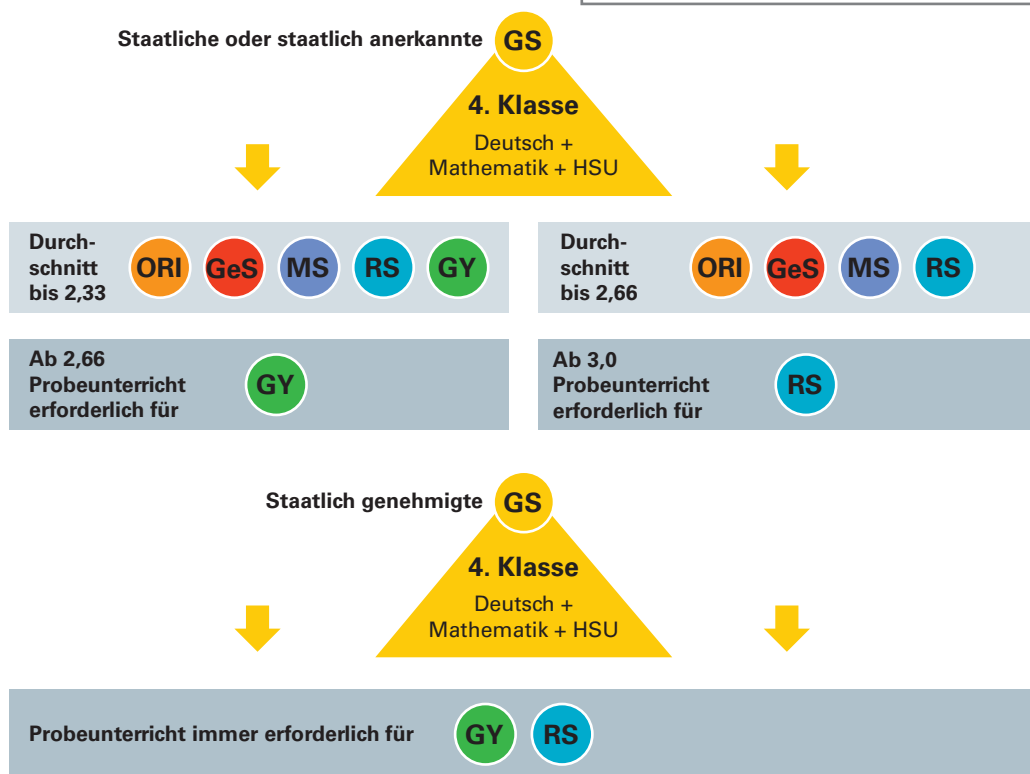 Staatliche oder staatlich anerkannte GS
4. Klasse
Deutsch +
Mathematik + HSU
Durch-
schnitt
bis 2,33
ORI GeS MS RS GY
Durch-
schnitt
bis 2,66
ORI GeS MS RS
Ab 2,66
Probeunterricht
erforderlich für
GY
Ab 3,0
Probeunterricht
erforderlich für
RS
Staatlich genehmigte GS
4. Klasse
Deutsch +
Mathematik + HSU
Probeunterricht immer erforderlich für GY RS